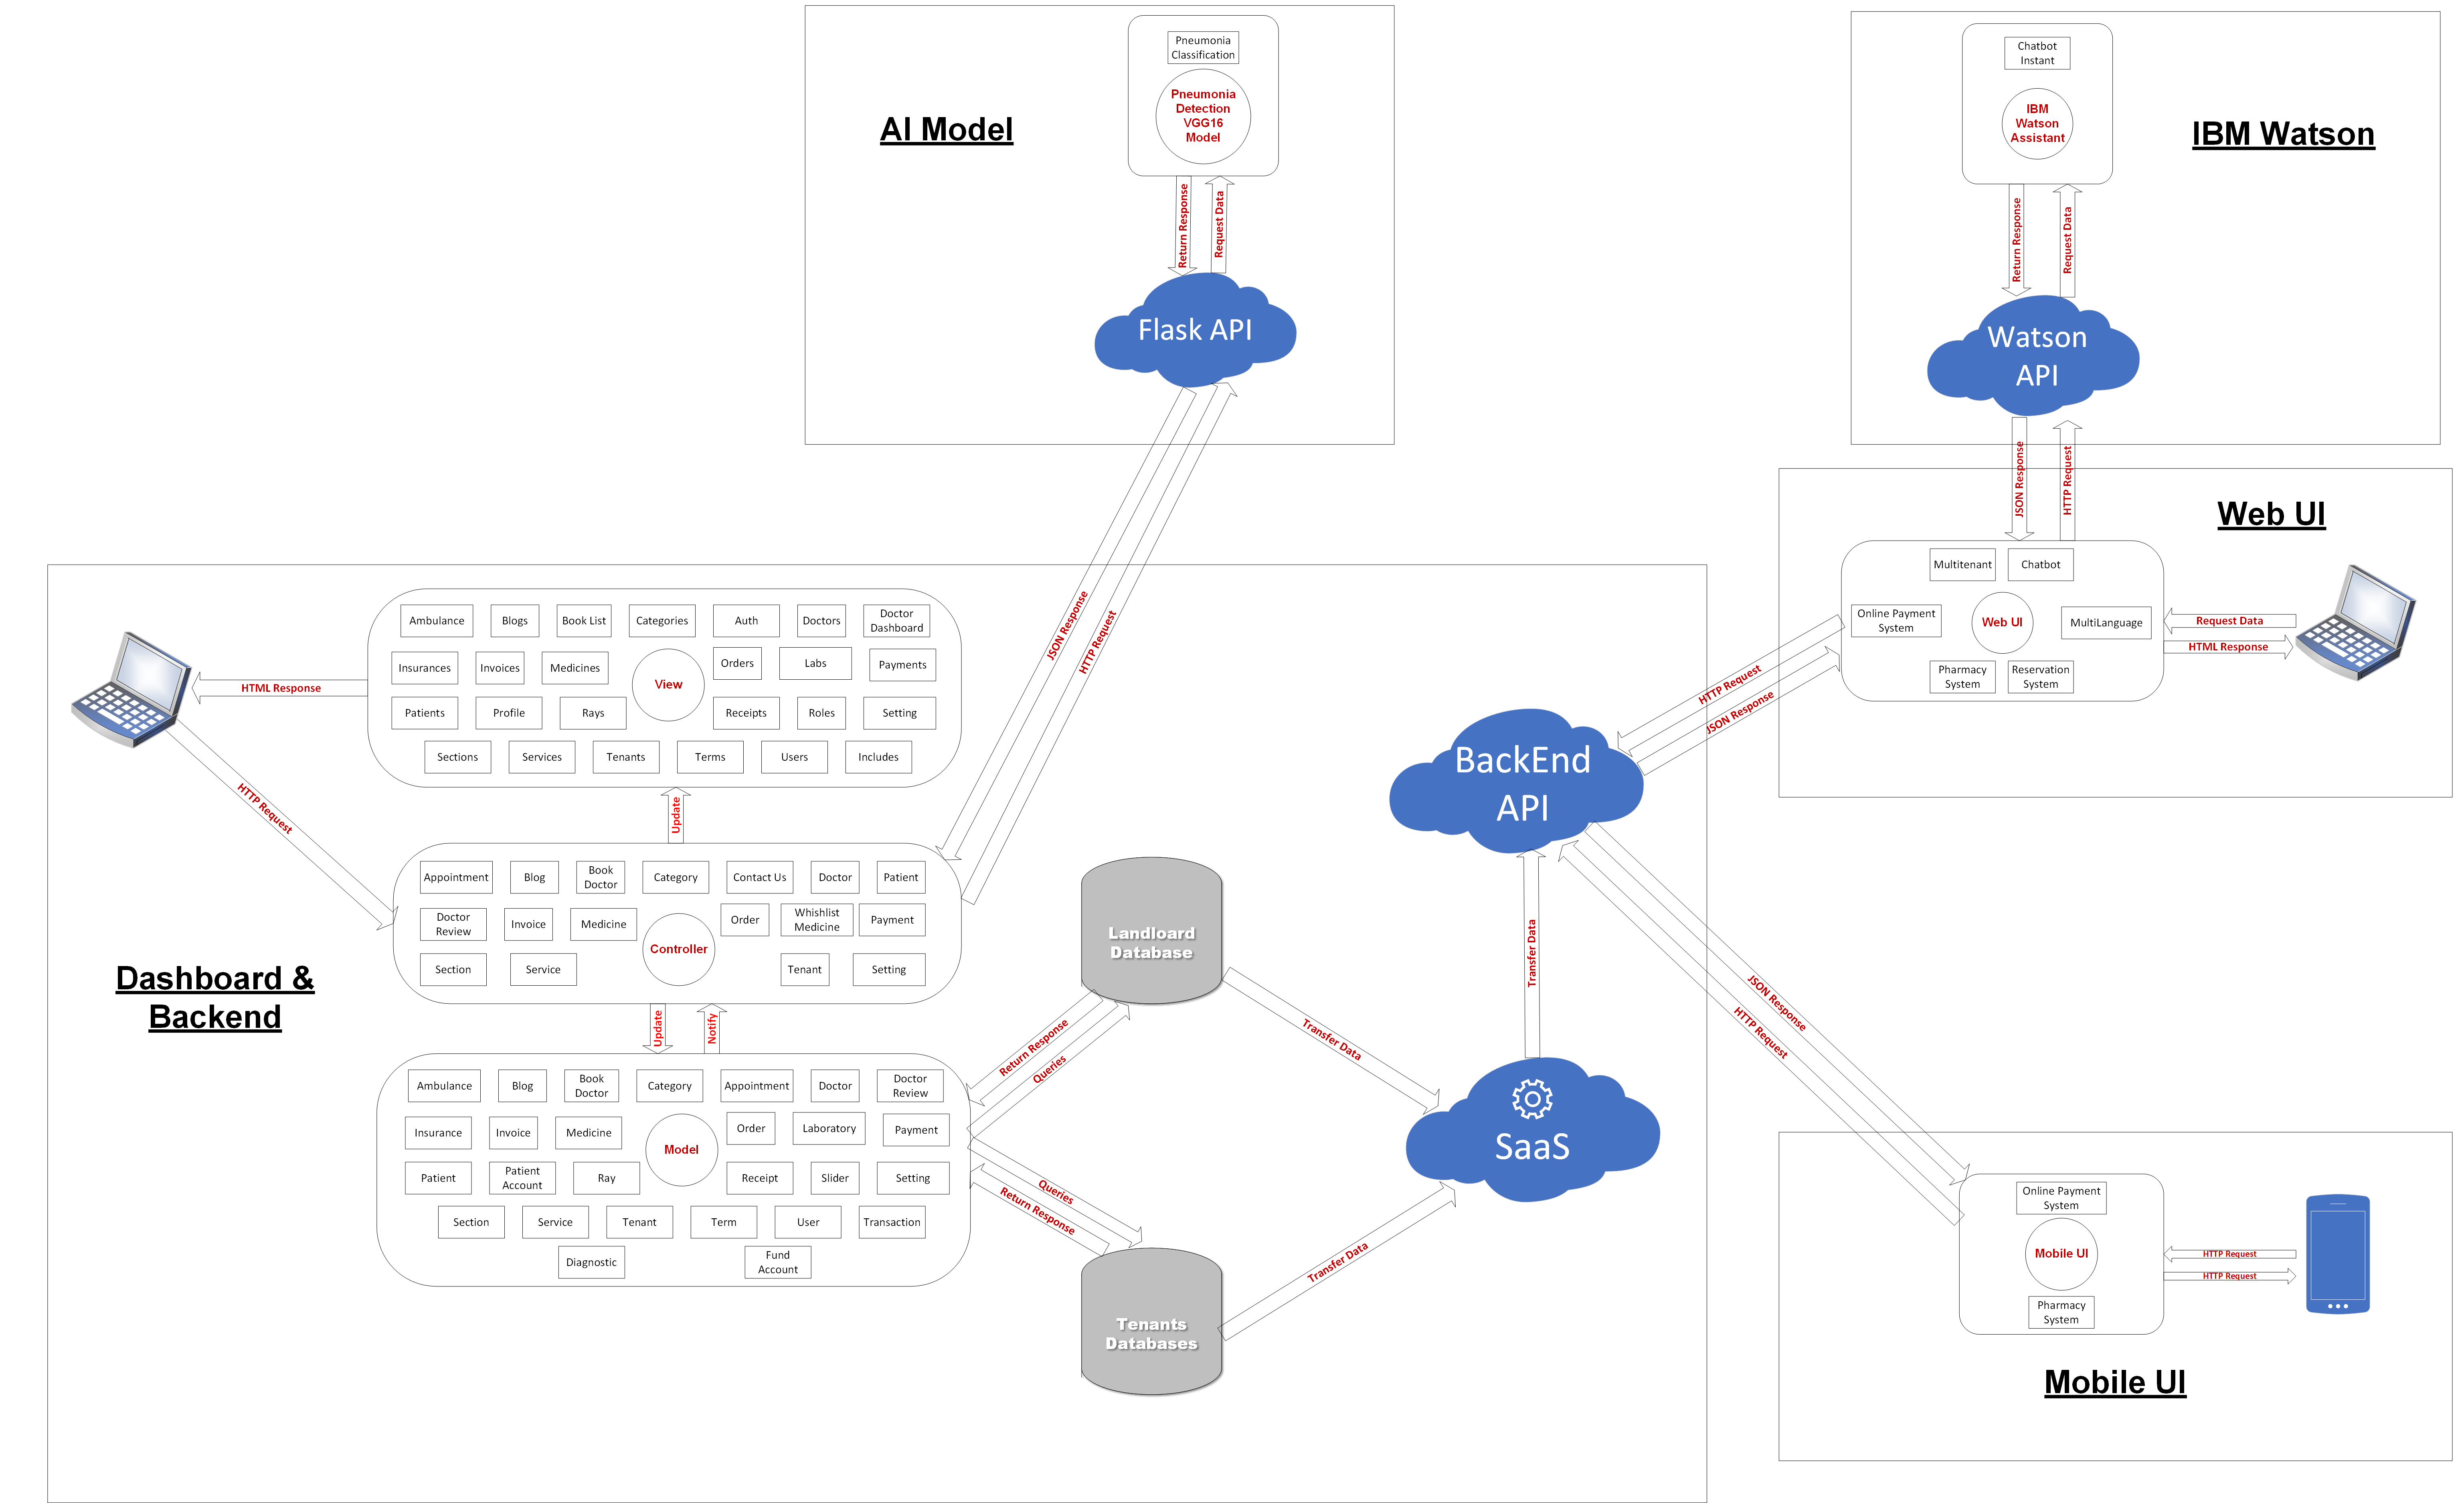 AI Model
Pneumonia
Classification
Pneumonia
Detection
VGG16
Model
Return Response
Request Data
Flask API
JSON Response
HTTP Request
IBM Watson
Chatbot
Instant
IBM
Watson
Assistant
Return Response
Request Data
Watson
API
JSON Response
HTTP Request
Web UI
Multitenant
Chatbot
Online Payment
System
Web UI
MultiLanguage
Pharmacy
System
Reservation
System
Request Data
HTML Response
HTTP Request
JSON Response
Dashboard &
Backend
HTML Response
HTTP Request
Ambulance
Blogs
Book List
Categories
Auth
Doctors
Doctor
Dashboard
Insurances
Invoices
Medicines
View
Orders
Labs
Payments
Patients
Profile
Rays
Receipts
Roles
Setting
Sections
Services
Tenants
Terms
Users
Includes
Update
Appointment
Blog
Book
Doctor
Category
Contact Us
Doctor
Patient
Doctor
Review
Invoice
Medicine
Controller
Order
Whishlist
Medicine
Payment
Section
Service
Tenant
Setting
Update
Notify
Ambulance
Blog
Book
Doctor
Category
Appointment
Doctor
Doctor
Review
Insurance
Invoice
Medicine
Model
Order
Laboratory
Payment
Patient
Patient
Account
Ray
Receipt
Slider
Setting
Section
Service
Tenant
Term
User
Transaction
Diagnostic
Fund
Account
Return Response
Queries
Queries
Return Response
Landloard
Database
Tenants
Databases
Transfer Data
Transfer Data
SaaS
Transfer Data
BackEnd
API
JSON Response
HTTP Request
Online Payment
System
Mobile UI
Pharmacy
System
HTTP Request
HTTP Request
Mobile UI